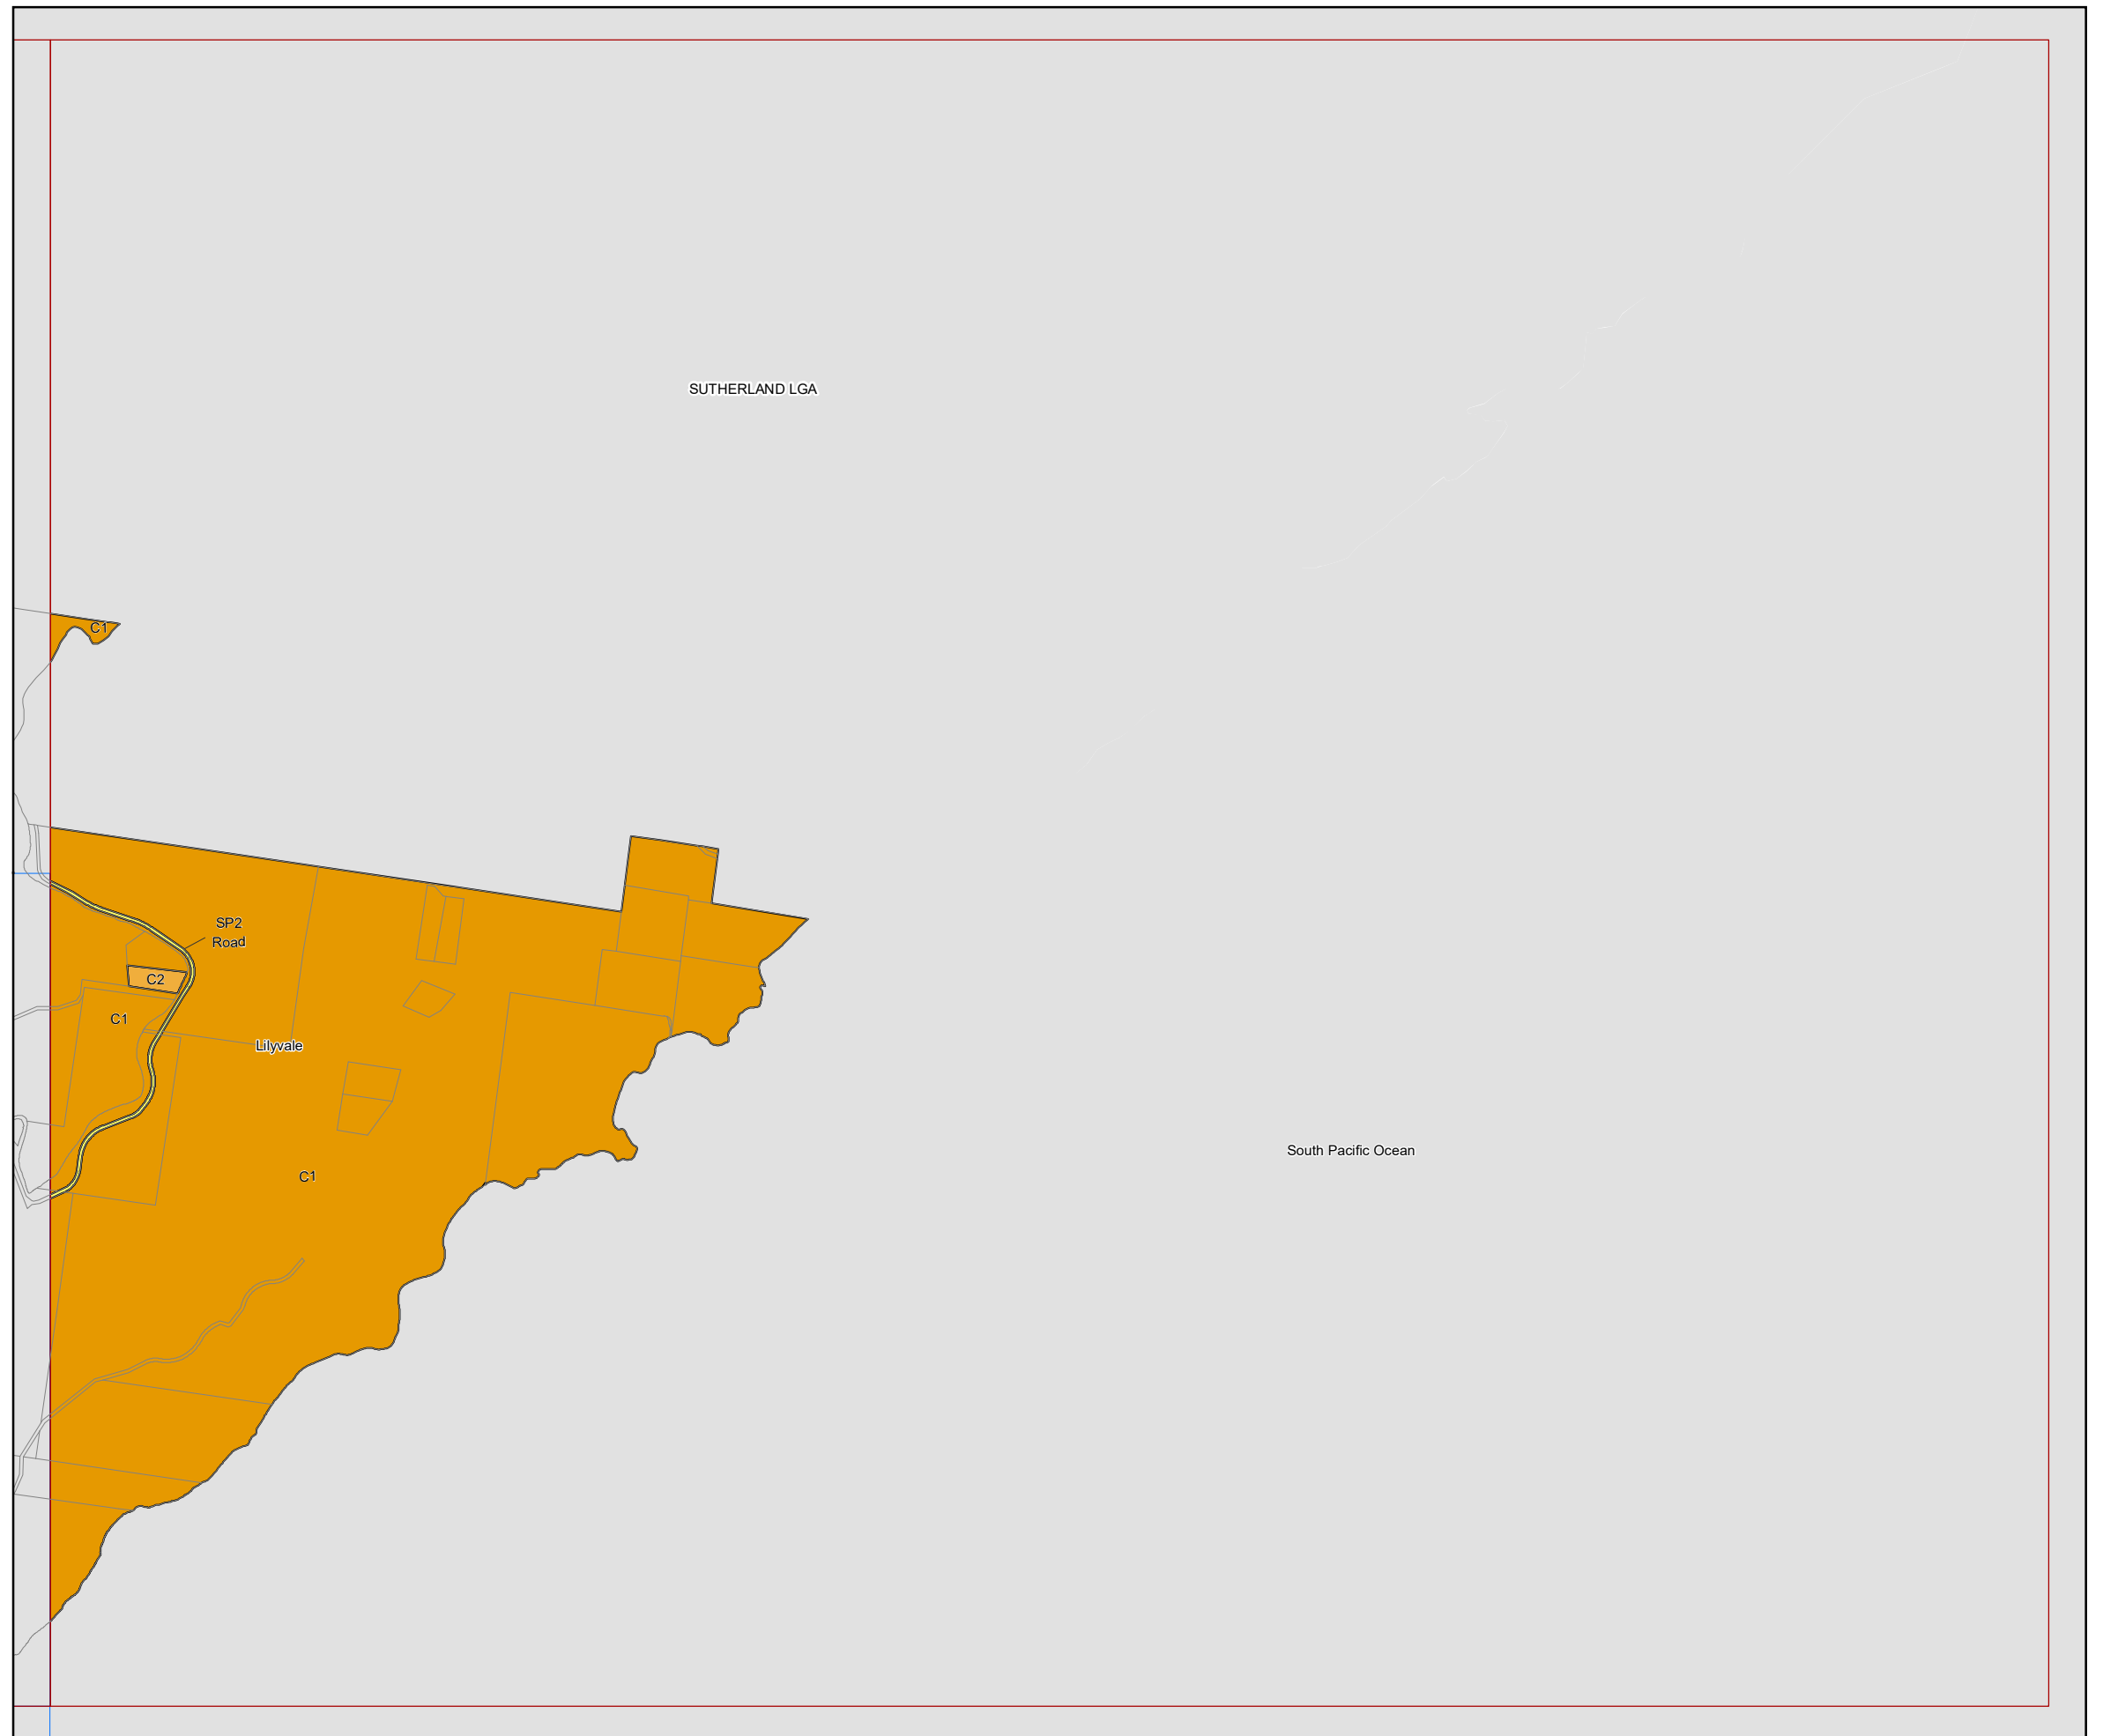 SUTHERLAND LGA
C1
SP2
Road
C2
C1
Lilyvale
South Pacific Ocean
C1